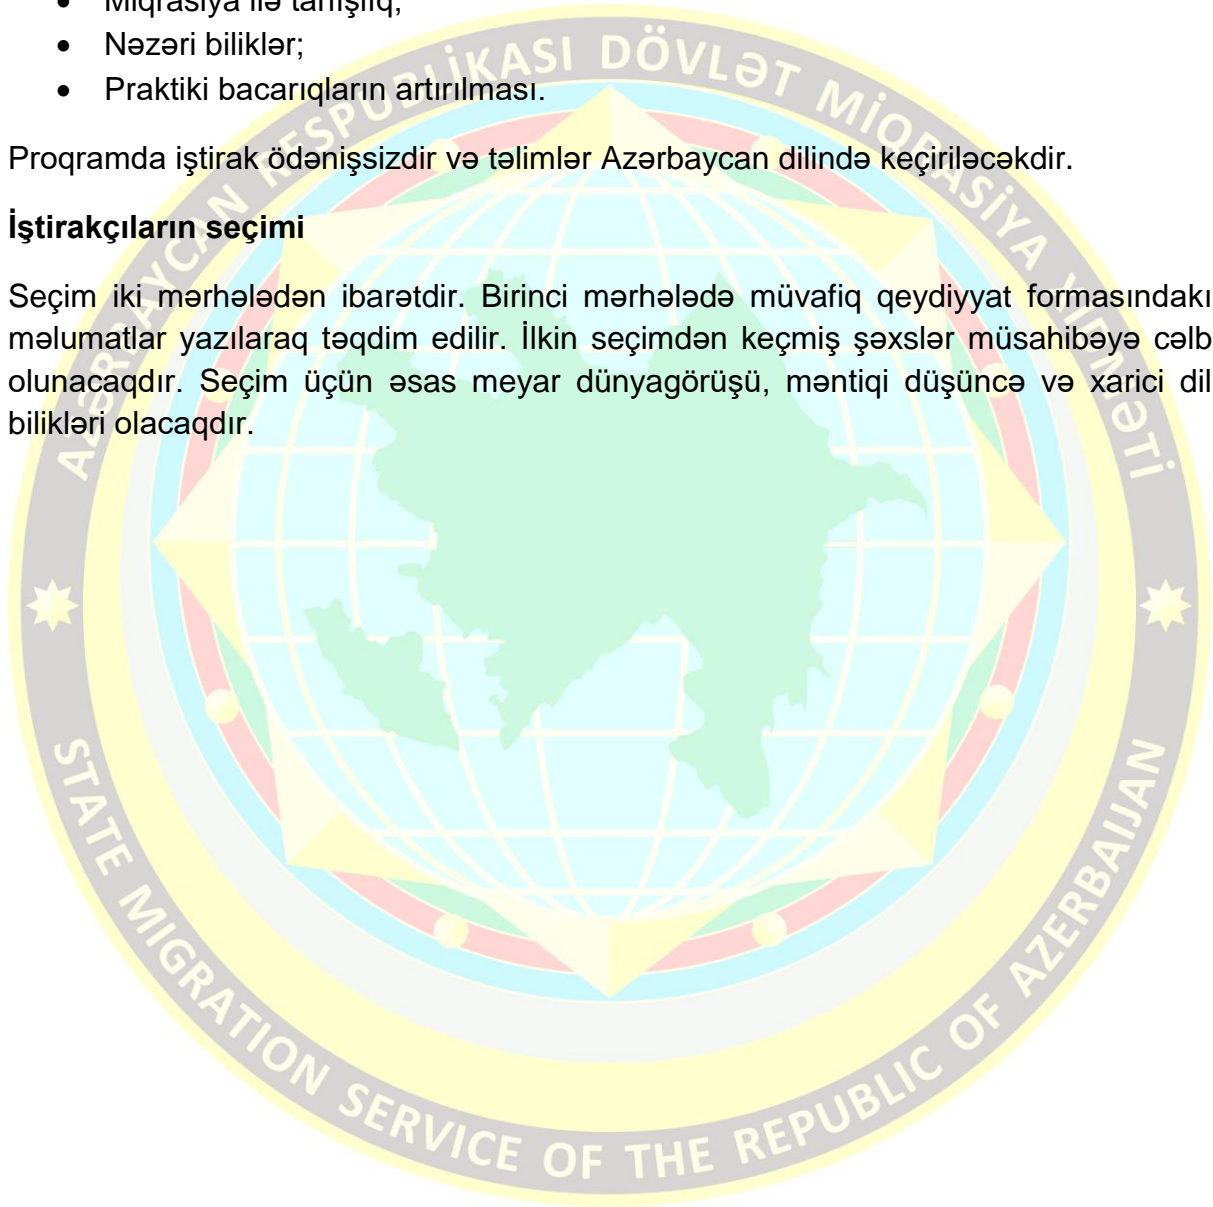 Miqrasiya ilə tanışlıq;
Nəzəri biliklər;
Praktiki bacarıqların artırılması.
Proqramda iştirak ödənişsizdir və təlimlər Azərbaycan dilində keçiriləcəkdir.
İştirakçıların seçimi
Seçim iki mərhələdən ibarətdir. Birinci mərhələdə müvafiq qeydiyyat formasındakı
məlumatlar yazılaraq təqdim edilir. İlkin seçimdən keçmiş şəxslər müsahibəyə cəlb
olunacaqdır. Seçim üçün əsas meyar dünyagörüşü, məntiqi düşüncə və xarici dil
bilikləri olacaqdır.
AZƏRBAYCAN RESPUBLİKASI DÖVLƏT MİQRASİYA XİDMƏTİ
STATE MIGRATION SERVICE OF THE REPUBLIC OF AZERBAIJAN